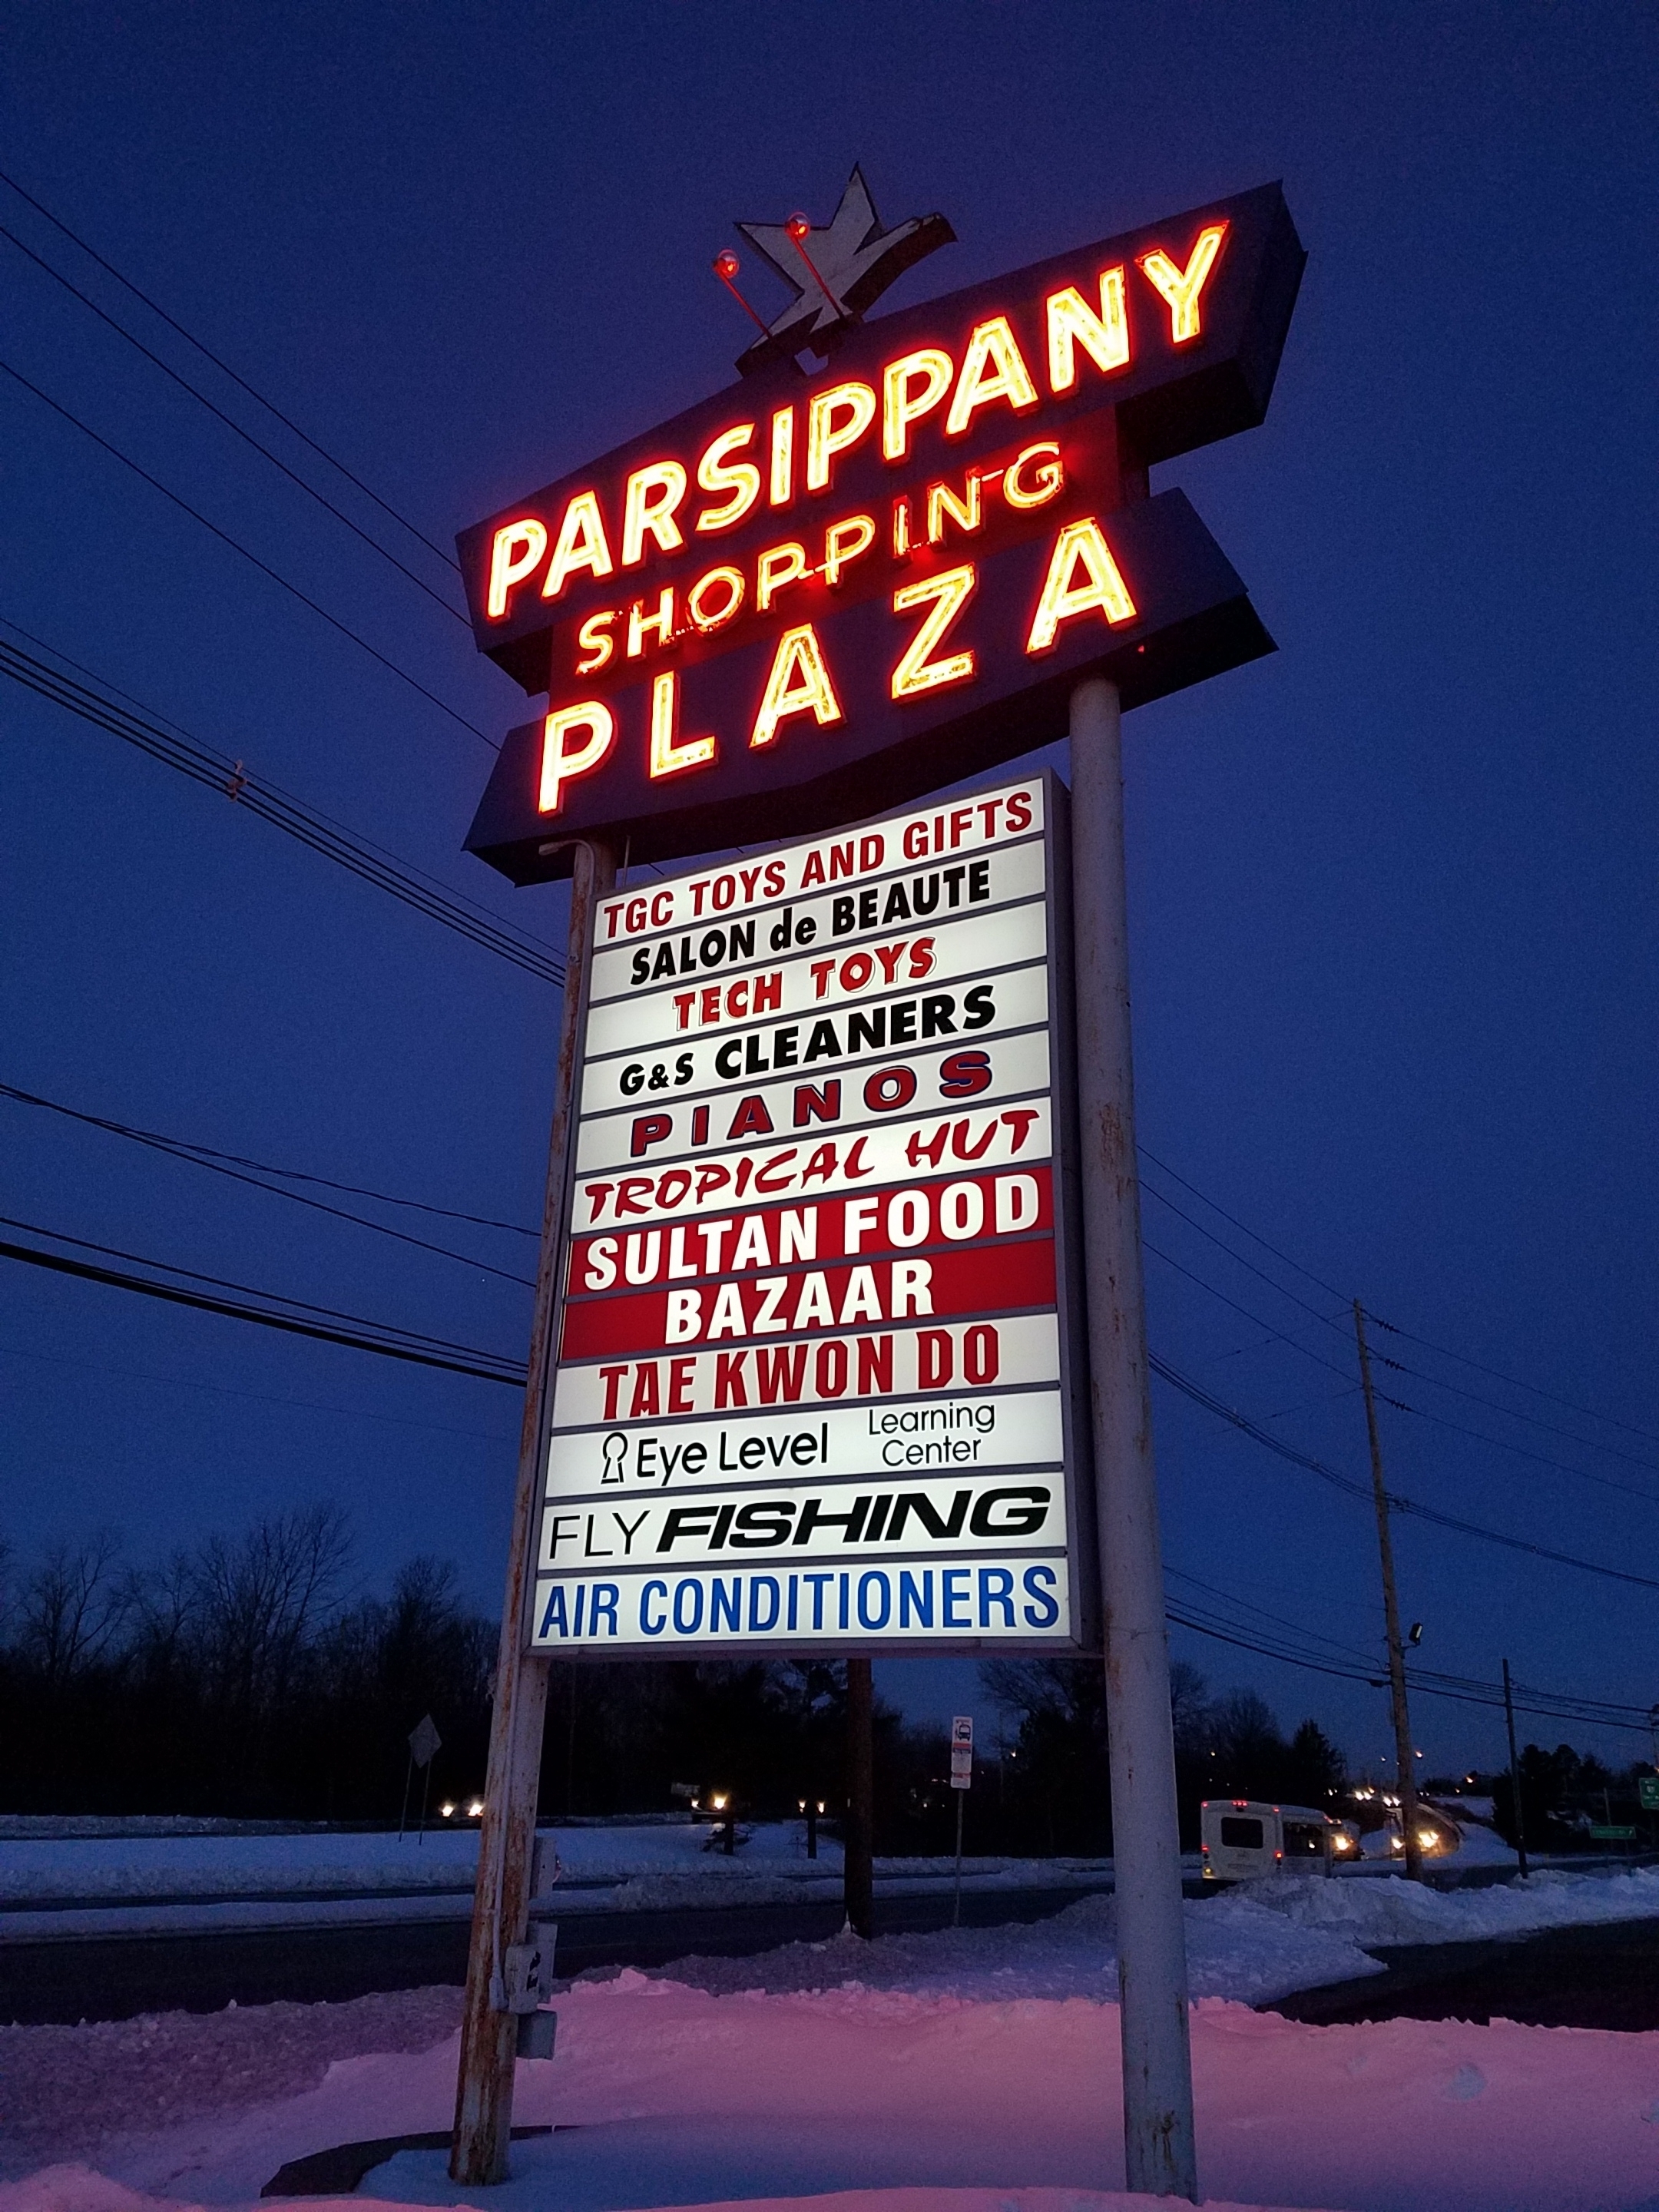 PARSIPPANY
SHOPPING
PLAZA
TGC TOYS AND GIFTS
SALON de BEAUTE
TECH TOYS
G&S CLEANERS
PIANOS
TROPICAL HUT
SULTAN FOOD
BAZAAR
TAE KWON DO
Eye Level Learning Center
FLY FISHING
AIR CONDITIONERS